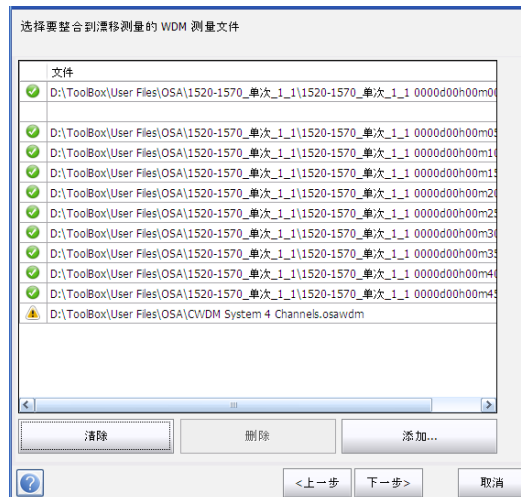 选择要整合到漂移测量的 WDM 测量文件
文件
D:\ToolBox\User Files\OSA\1520-1570_单次_1_1\1520-1570_单次_1_1 0000d00h00m00
D:\ToolBox\User Files\OSA\1520-1570_单次_1_1\1520-1570_单次_1_1 0000d00h00m05
D:\ToolBox\User Files\OSA\1520-1570_单次_1_1\1520-1570_单次_1_1 0000d00h00m10
D:\ToolBox\User Files\OSA\1520-1570_单次_1_1\1520-1570_单次_1_1 0000d00h00m15
D:\ToolBox\User Files\OSA\1520-1570_单次_1_1\1520-1570_单次_1_1 0000d00h00m20
D:\ToolBox\User Files\OSA\1520-1570_单次_1_1\1520-1570_单次_1_1 0000d00h00m25
D:\ToolBox\User Files\OSA\1520-1570_单次_1_1\1520-1570_单次_1_1 0000d00h00m30
D:\ToolBox\User Files\OSA\1520-1570_单次_1_1\1520-1570_单次_1_1 0000d00h00m35
D:\ToolBox\User Files\OSA\1520-1570_单次_1_1\1520-1570_单次_1_1 0000d00h00m40
D:\ToolBox\User Files\OSA\1520-1570_单次_1_1\1520-1570_单次_1_1 0000d00h00m45
D:\ToolBox\User Files\OSA\CWDM System 4 Channels.osawdm
清除 删除 添加...
<上一步 下一步> 取消